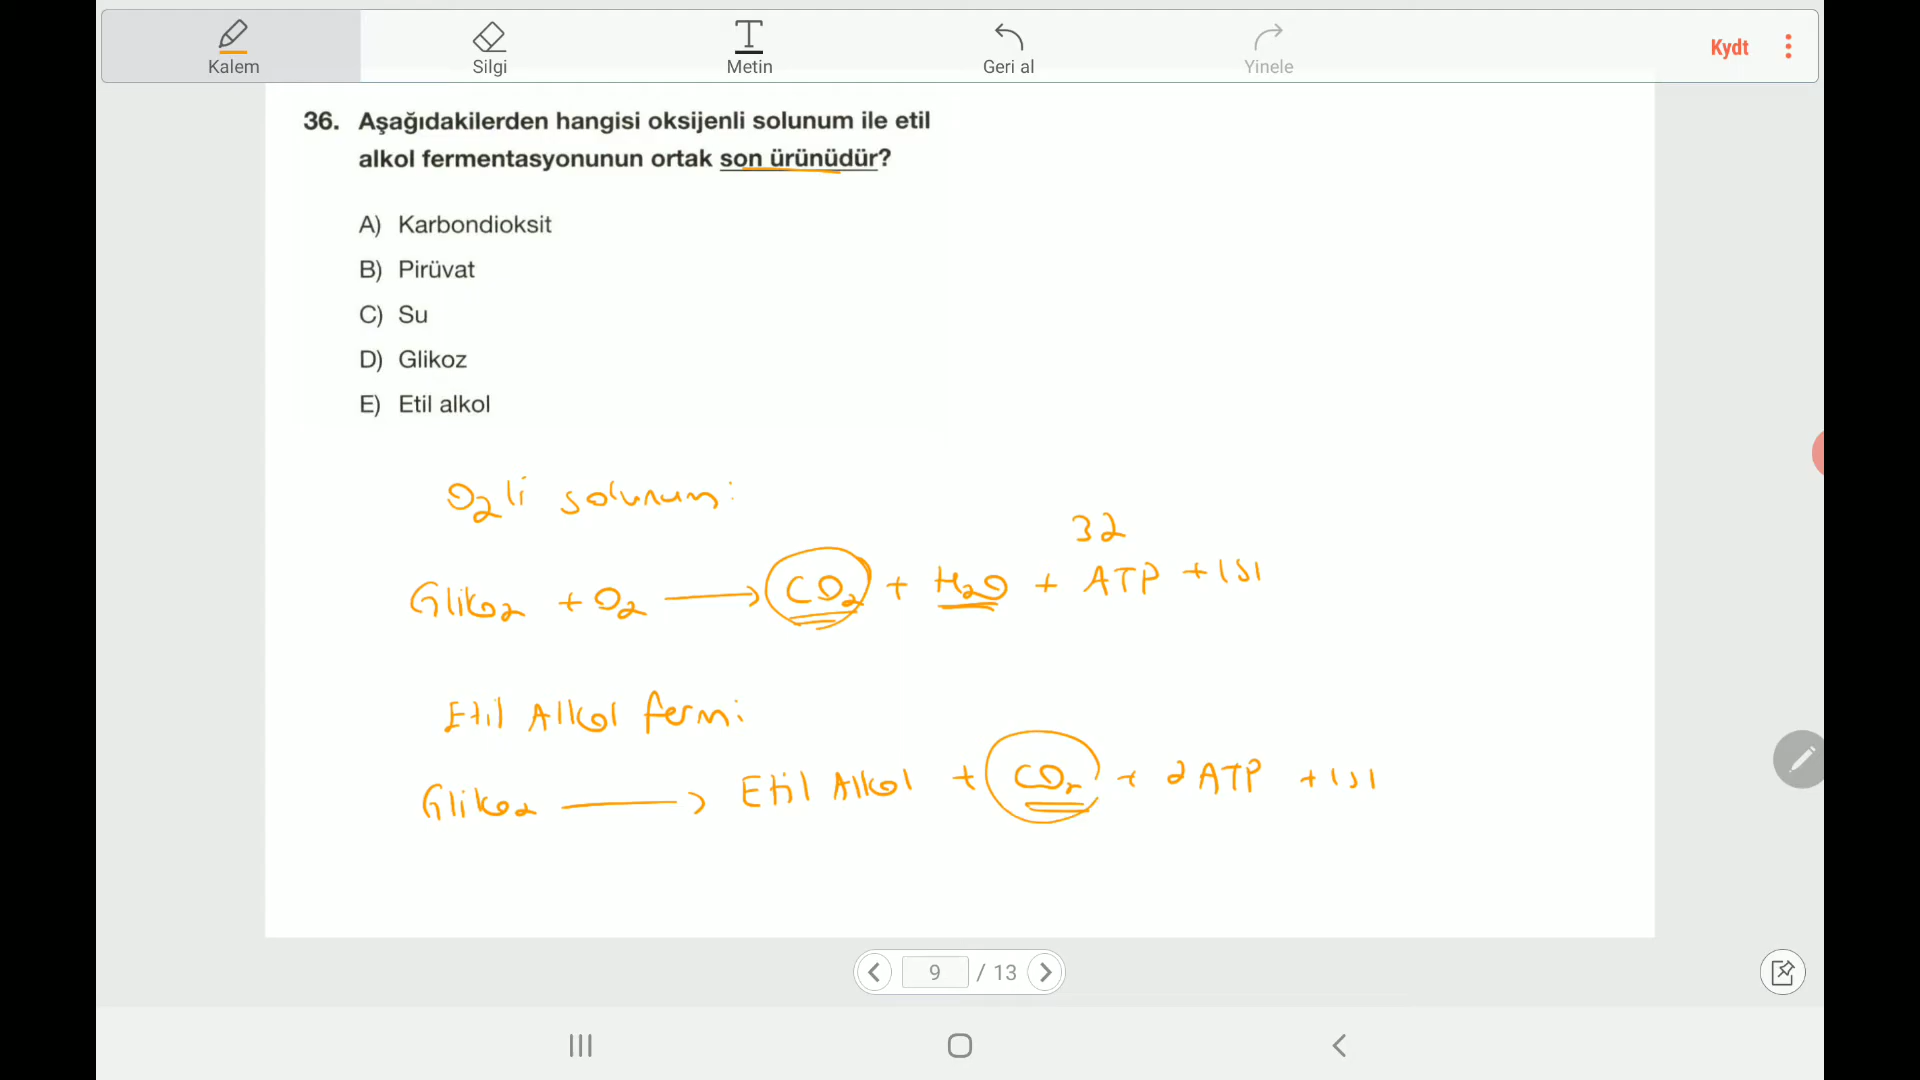 Kalem Silgi Metin Geri al Yinele Kydt
36. Aşağıdakilerden hangisi oksijenli solunum ile etil
alkol fermentasyonunun ortak son ürünüdür?
A) Karbondioksit
B) Pirüvat
C) Su
D) Glikoz
E) Etil alkol
O2li solunum:
32
Glikoz + O2 → CO2 + H2O + ATP + ısı
Etil Alkol ferm:
Glikoz → Etil Alkol + CO2 + 2 ATP + ısı
9 / 13